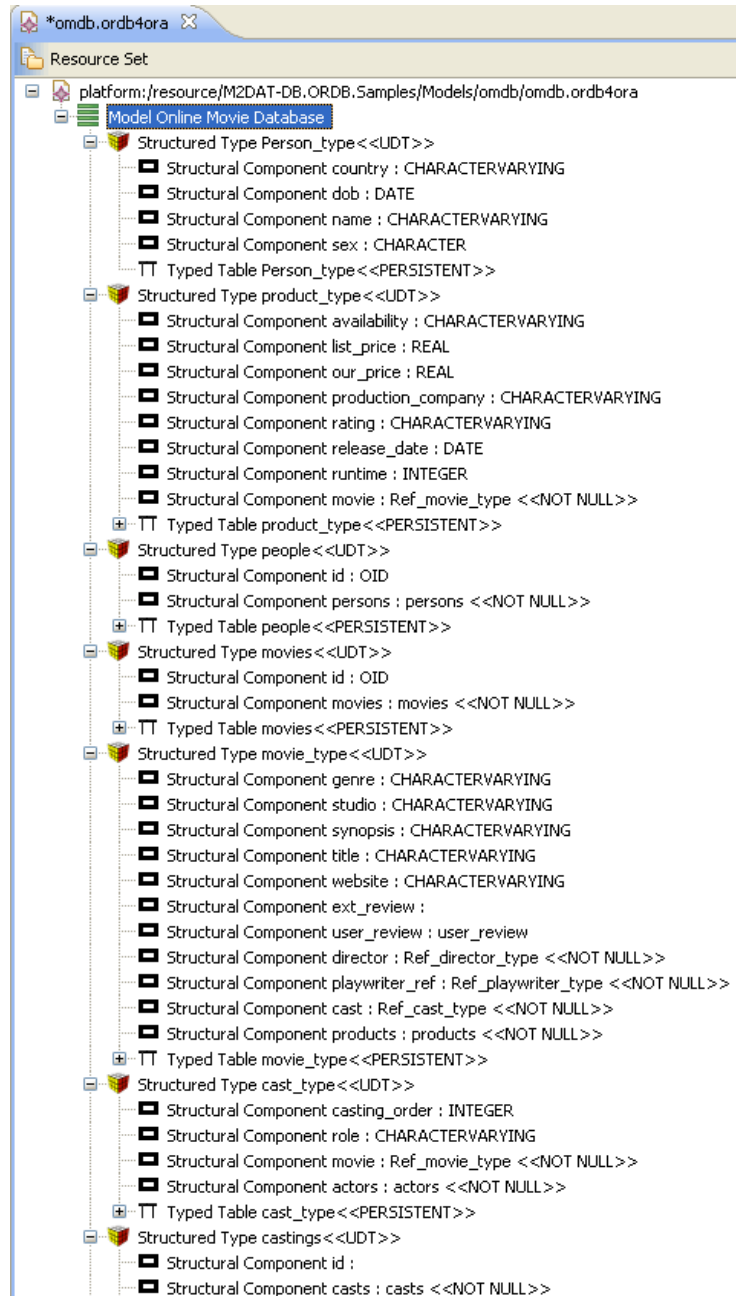 *omdb.ordb4ora
Resource Set
platform:/resource/M2DAT-DB.ORDB.Samples/Models/omdb/omdb.ordb4ora
Model Online Movie Database
Structured Type Person_type<<UDT>>
Structural Component country : CHARACTERVARYING
Structural Component dob : DATE
Structural Component name : CHARACTERVARYING
Structural Component sex : CHARACTER
Typed Table Person_type<<PERSISTENT>>
Structured Type product_type<<UDT>>
Structural Component availability : CHARACTERVARYING
Structural Component list_price : REAL
Structural Component our_price : REAL
Structural Component production_company : CHARACTERVARYING
Structural Component rating : CHARACTERVARYING
Structural Component release_date : DATE
Structural Component runtime : INTEGER
Structural Component movie : Ref_movie_type <<NOT NULL>>
Typed Table product_type<<PERSISTENT>>
Structured Type people<<UDT>>
Structural Component id : OID
Structural Component persons : persons <<NOT NULL>>
Typed Table people<<PERSISTENT>>
Structured Type movies<<UDT>>
Structural Component id : OID
Structural Component movies : movies <<NOT NULL>>
Typed Table movies<<PERSISTENT>>
Structured Type movie_type<<UDT>>
Structural Component genre : CHARACTERVARYING
Structural Component studio : CHARACTERVARYING
Structural Component synopsis : CHARACTERVARYING
Structural Component title : CHARACTERVARYING
Structural Component website : CHARACTERVARYING
Structural Component ext_review :
Structural Component user_review : user_review
Structural Component director : Ref_director_type <<NOT NULL>>
Structural Component playwriter_ref : Ref_playwriter_type <<NOT NULL>>
Structural Component cast : Ref_cast_type <<NOT NULL>>
Structural Component products : products <<NOT NULL>>
Typed Table movie_type<<PERSISTENT>>
Structured Type cast_type<<UDT>>
Structural Component casting_order : INTEGER
Structural Component role : CHARACTERVARYING
Structural Component movie : Ref_movie_type <<NOT NULL>>
Structural Component actors : actors <<NOT NULL>>
Typed Table cast_type<<PERSISTENT>>
Structured Type castings<<UDT>>
Structural Component id :
Structural Component casts : casts <<NOT NULL>>